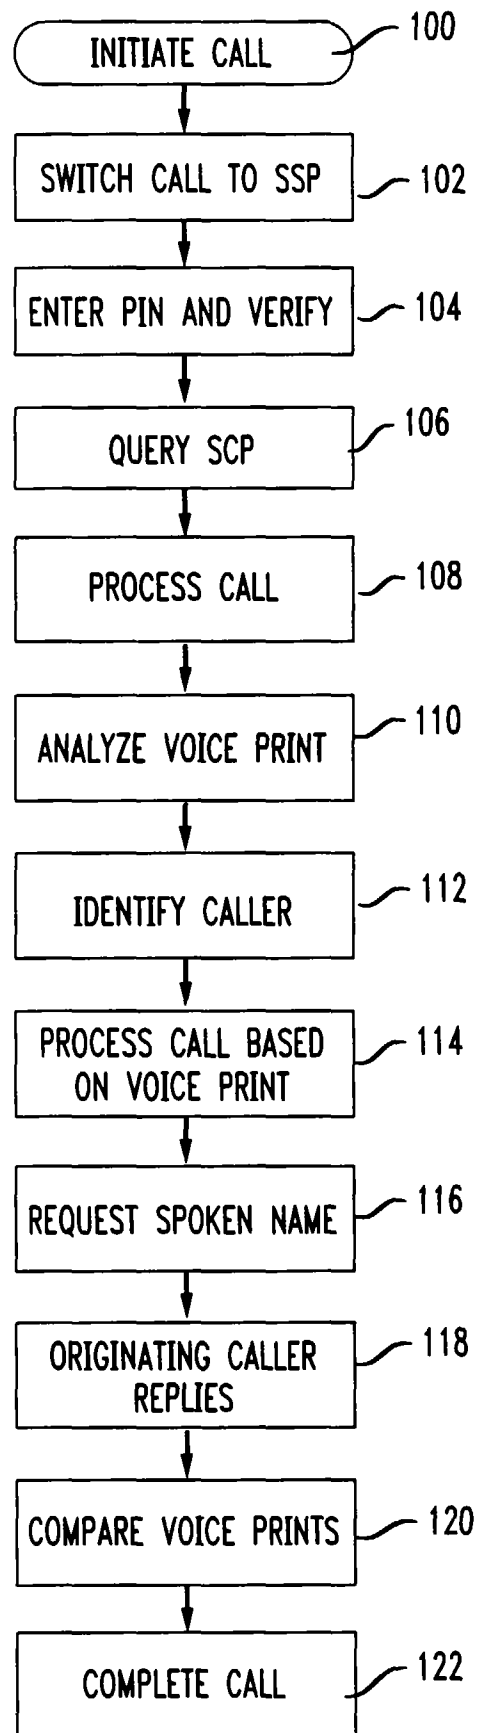 INITIATE CALL 100
SWITCH CALL TO SSP 102
ENTER PIN AND VERIFY 104
QUERY SCP 106
PROCESS CALL 108
ANALYZE VOICE PRINT 110
IDENTIFY CALLER 112
PROCESS CALL BASED 114
ON VOICE PRINT
REQUEST SPOKEN NAME 116
ORIGINATING CALLER 118
REPLIES
COMPARE VOICE PRINTS 120
COMPLETE CALL 122